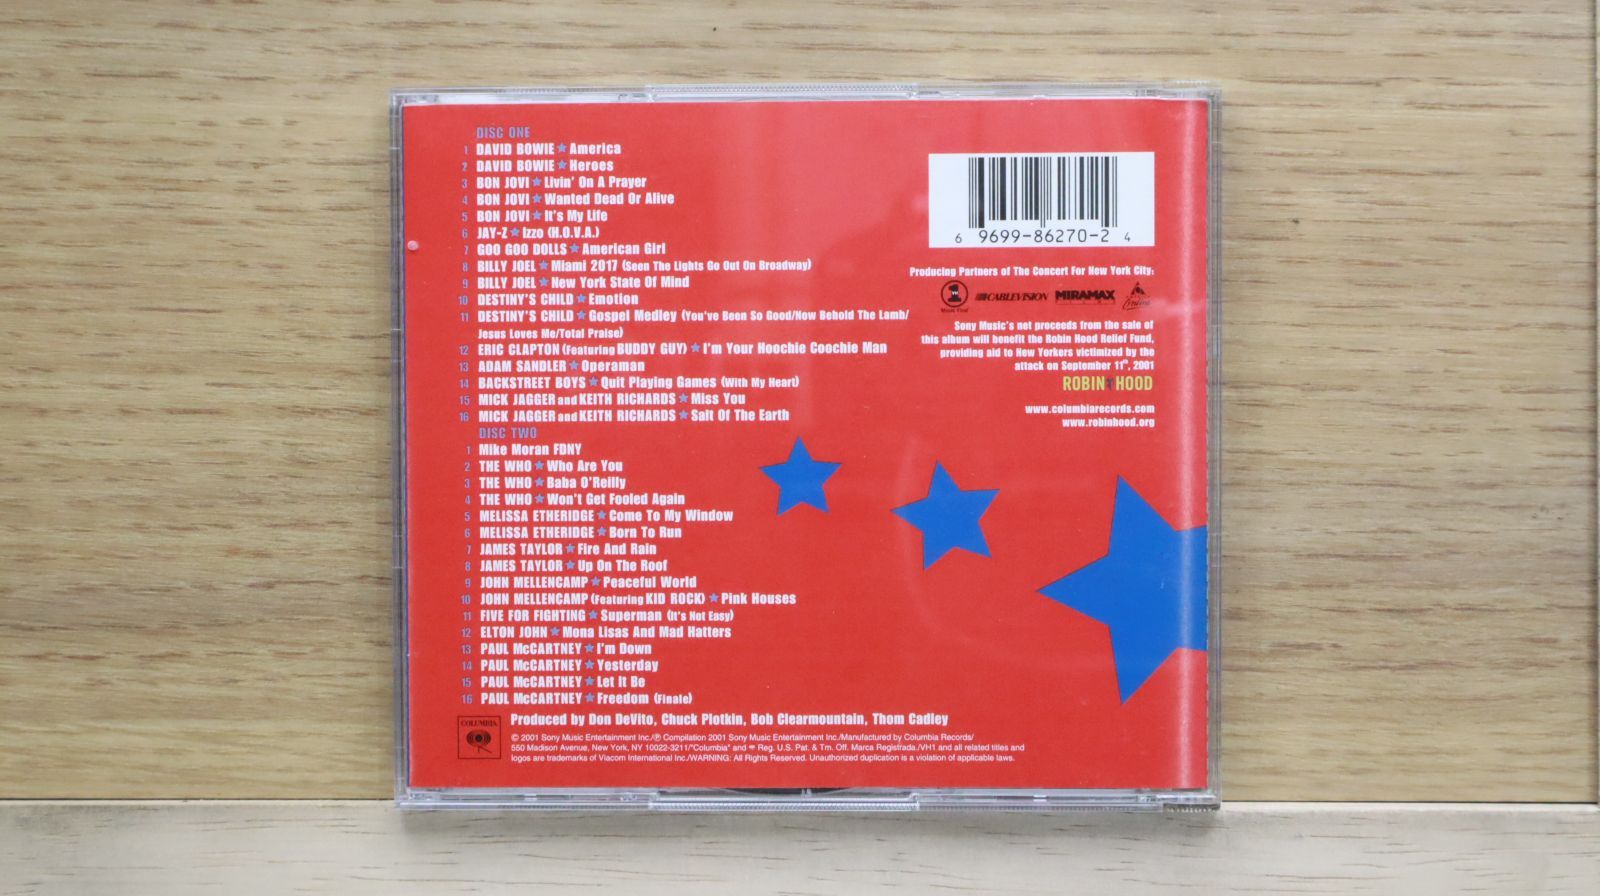 DISC ONE
1 DAVID BOWIE ★ America
2 DAVID BOWIE ★ Heroes
3 BON JOVI ★ Livin' On A Prayer
4 BON JOVI ★ Wanted Dead Or Alive
5 BON JOVI ★ It's My Life
6 JAY-Z ★ Izzo (H.O.V.A.)
7 GOO GOO DOLLS ★ American Girl
8 BILLY JOEL ★ Miami 2017 (Seen The Lights Go Out On Broadway)
9 BILLY JOEL ★ New York State Of Mind
10 DESTINY'S CHILD ★ Emotion
11 DESTINY'S CHILD ★ Gospel Medley (You've Been So Good/Now Behold The Lamb/
Jesus Loves Me/Total Praise)
12 ERIC CLAPTON (Featuring BUDDY GUY) ★ I'm Your Hoochie Coochie Man
13 ADAM SANDLER ★ Operaman
14 BACKSTREET BOYS ★ Quit Playing Games (With My Heart)
15 MICK JAGGER and KEITH RICHARDS ★ Miss You
16 MICK JAGGER and KEITH RICHARDS ★ Salt Of The Earth
DISC TWO
1 Mike Moran FDNY
2 THE WHO ★ Who Are You
3 THE WHO ★ Baba O'Reilly
4 THE WHO ★ Won't Get Fooled Again
5 MELISSA ETHERIDGE ★ Come To My Window
6 MELISSA ETHERIDGE ★ Born To Run
7 JAMES TAYLOR ★ Fire And Rain
8 JAMES TAYLOR ★ Up On The Roof
9 JOHN MELLENCAMP ★ Peaceful World
10 JOHN MELLENCAMP (Featuring KID ROCK) ★ Pink Houses
11 FIVE FOR FIGHTING ★ Superman (It's Not Easy)
12 ELTON JOHN ★ Mona Lisas And Mad Hatters
13 PAUL McCARTNEY ★ I'm Down
14 PAUL McCARTNEY ★ Yesterday
15 PAUL McCARTNEY ★ Let It Be
16 PAUL McCARTNEY ★ Freedom (Finale)
6 9699-86270-2 4
Producing Partners of The Concert For New York City:
VH1 CABLEVISION MIRAMAX
Sony Music's net proceeds from the sale of
this album will benefit the Robin Hood Relief Fund,
providing aid to New Yorkers victimized by the
attack on September 11th, 2001
ROBIN HOOD
www.columbiarecords.com
www.robinhood.org
COLUMBIA
Produced by Don DeVito, Chuck Plotkin, Bob Clearmountain, Thom Cadley
© 2001 Sony Music Entertainment Inc./℗ Compilation 2001 Sony Music Entertainment Inc./Manufactured by Columbia Records/
550 Madison Avenue, New York, NY 10022-3211/"Columbia" and Reg. U.S. Pat. & Tm. Off. Marca Registrada./VH1 and all related titles and
logos are trademarks of Viacom International Inc./WARNING: All Rights Reserved. Unauthorized duplication is a violation of applicable laws.